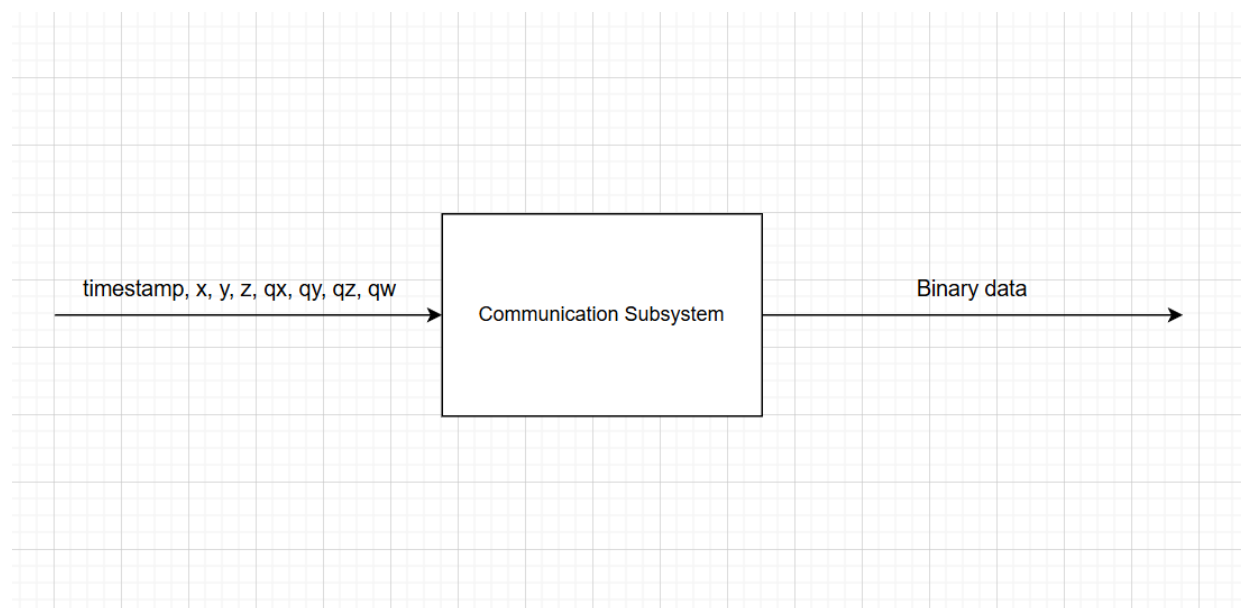 timestamp, x, y, z, qx, qy, qz, qw
Communication Subsystem
Binary data